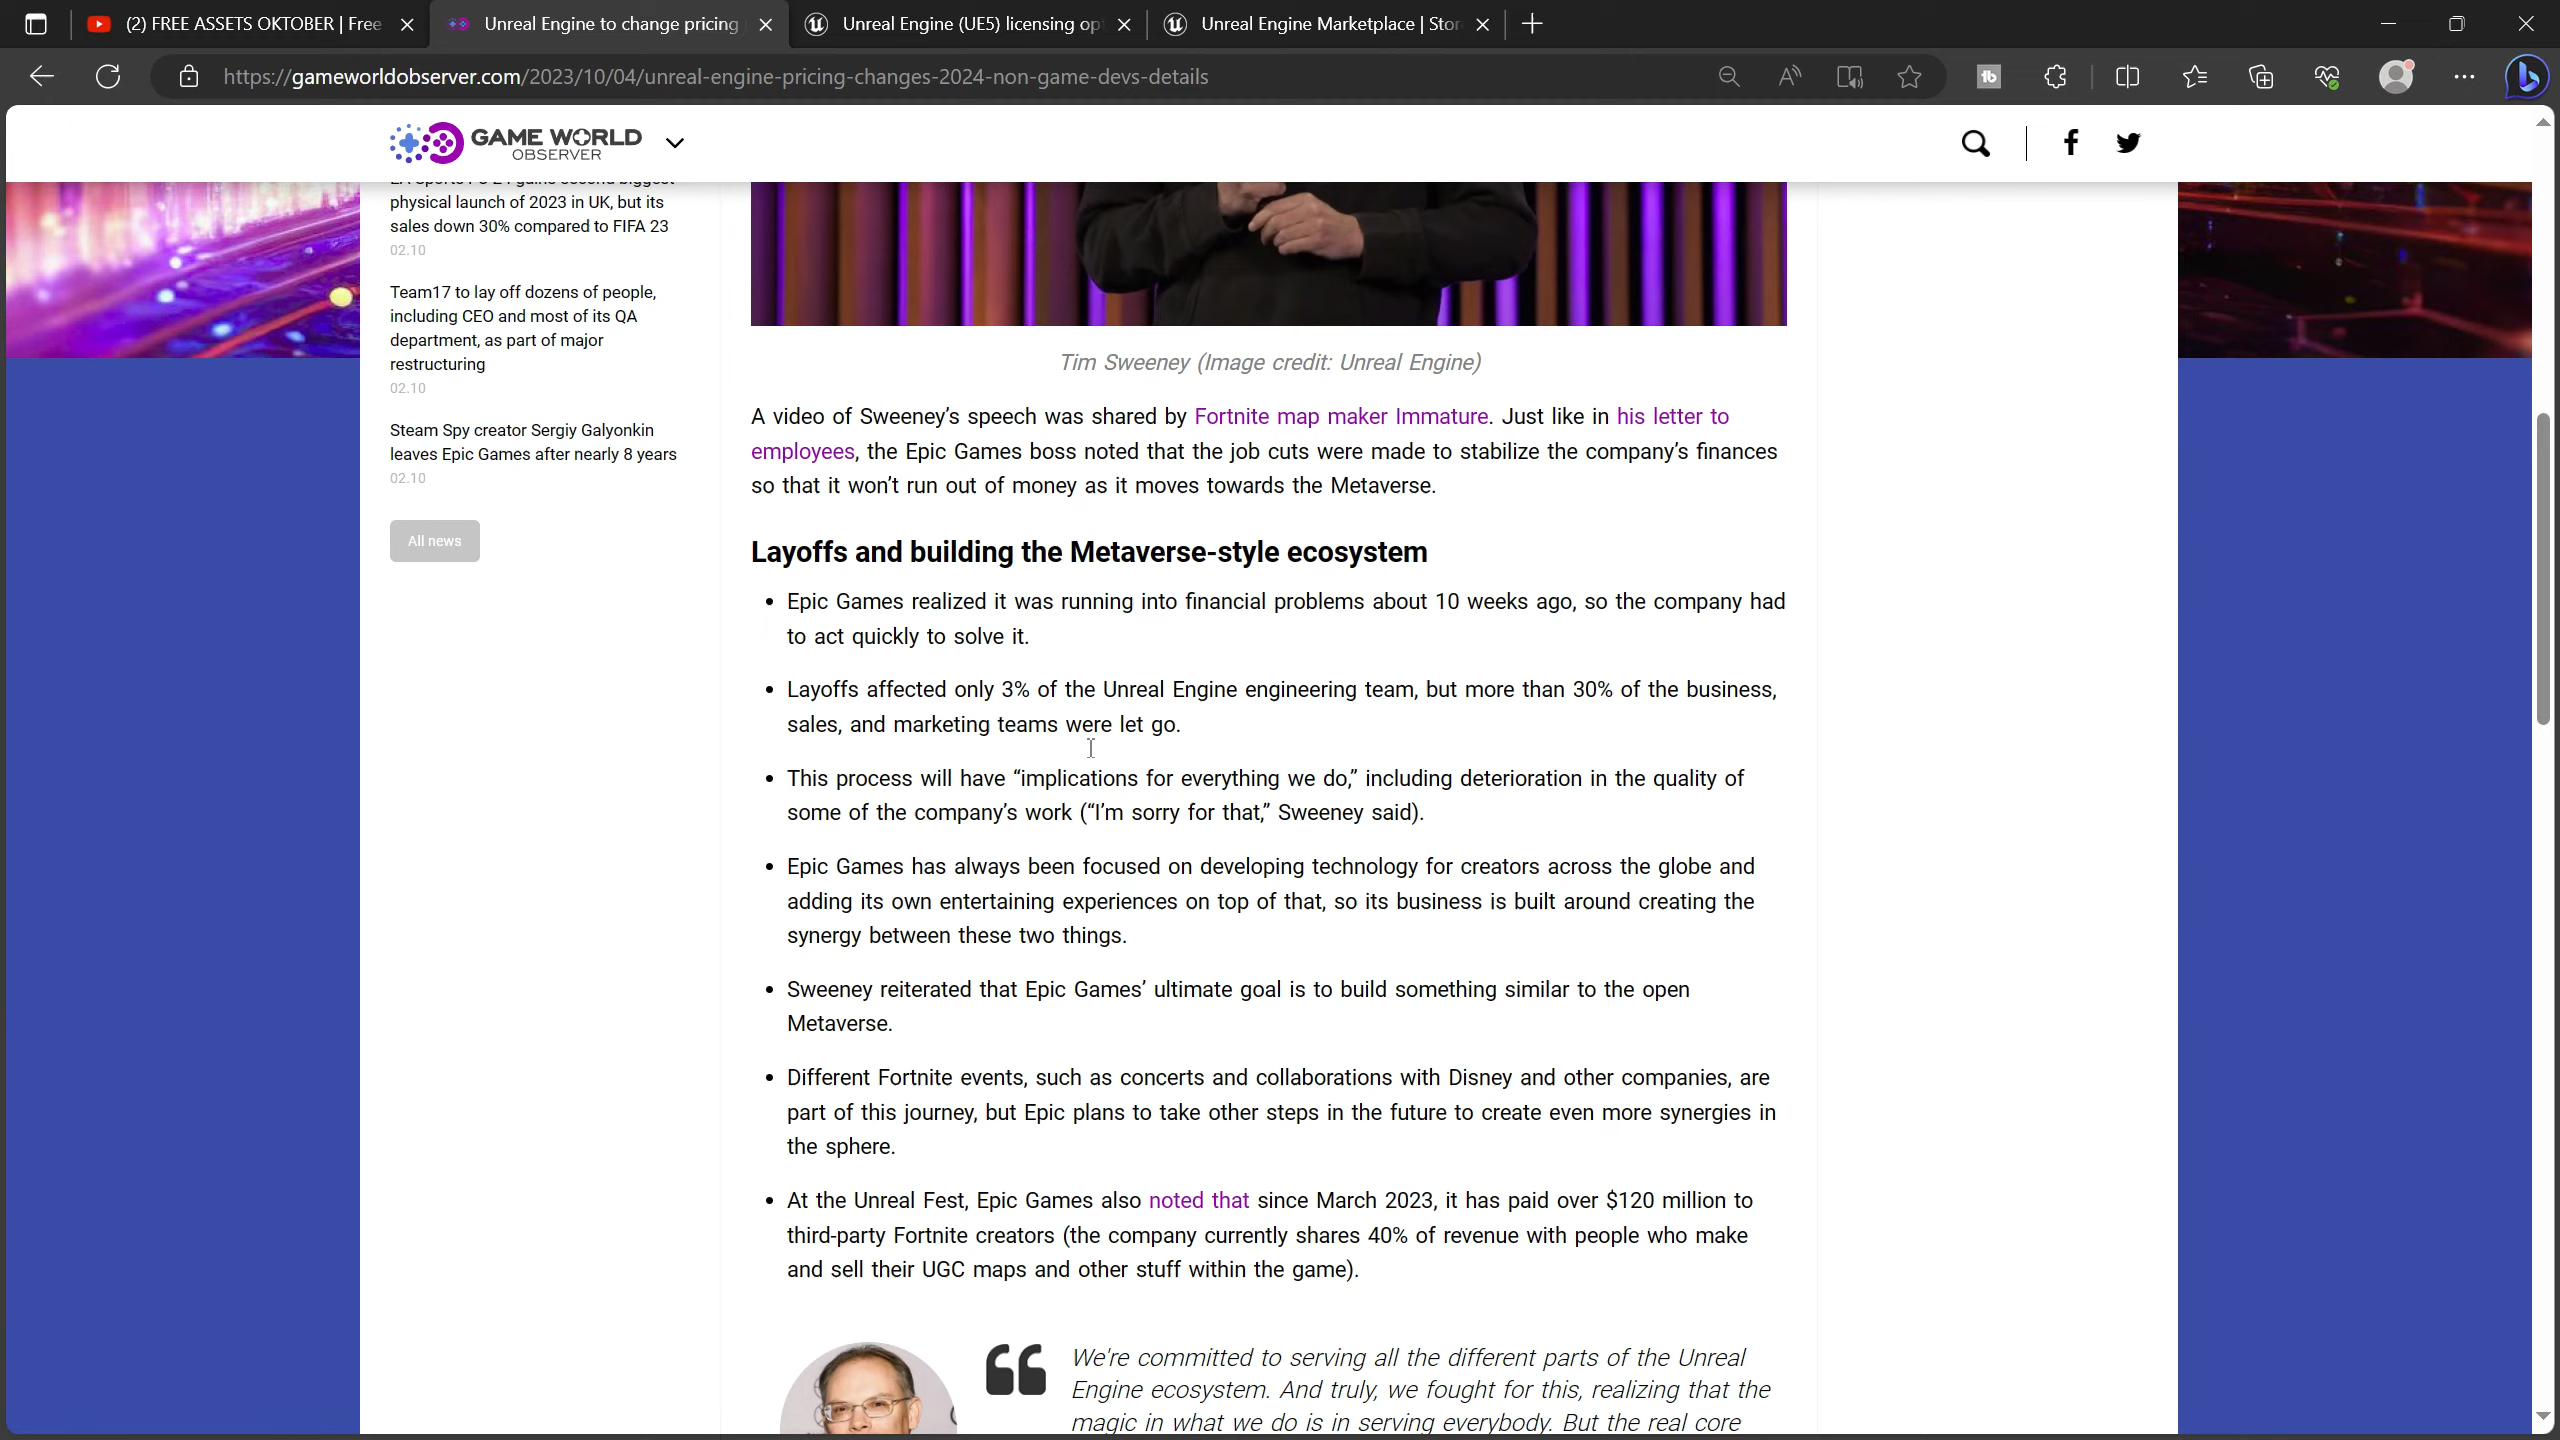 (2) FREE ASSETS OKTOBER | Free
Unreal Engine to change pricing
Unreal Engine (UE5) licensing op
Unreal Engine Marketplace | Stor
https://gameworldobserver.com/2023/10/04/unreal-engine-pricing-changes-2024-non-game-devs-details
GAME WORLD
OBSERVER
physical launch of 2023 in UK, but its
sales down 30% compared to FIFA 23
02.10
Team17 to lay off dozens of people,
including CEO and most of its QA
department, as part of major
restructuring
02.10
Steam Spy creator Sergiy Galyonkin
leaves Epic Games after nearly 8 years
02.10
All news
Tim Sweeney (Image credit: Unreal Engine)
A video of Sweeney’s speech was shared by Fortnite map maker Immature. Just like in his letter to
employees, the Epic Games boss noted that the job cuts were made to stabilize the company’s finances
so that it won’t run out of money as it moves towards the Metaverse.
Layoffs and building the Metaverse-style ecosystem
• Epic Games realized it was running into financial problems about 10 weeks ago, so the company had
to act quickly to solve it.
• Layoffs affected only 3% of the Unreal Engine engineering team, but more than 30% of the business,
sales, and marketing teams were let go.
• This process will have “implications for everything we do,” including deterioration in the quality of
some of the company’s work (“I’m sorry for that,” Sweeney said).
• Epic Games has always been focused on developing technology for creators across the globe and
adding its own entertaining experiences on top of that, so its business is built around creating the
synergy between these two things.
• Sweeney reiterated that Epic Games’ ultimate goal is to build something similar to the open
Metaverse.
• Different Fortnite events, such as concerts and collaborations with Disney and other companies, are
part of this journey, but Epic plans to take other steps in the future to create even more synergies in
the sphere.
• At the Unreal Fest, Epic Games also noted that since March 2023, it has paid over $120 million to
third-party Fortnite creators (the company currently shares 40% of revenue with people who make
and sell their UGC maps and other stuff within the game).
We're committed to serving all the different parts of the Unreal
Engine ecosystem. And truly, we fought for this, realizing that the
magic in what we do is in serving everybody. But the real core